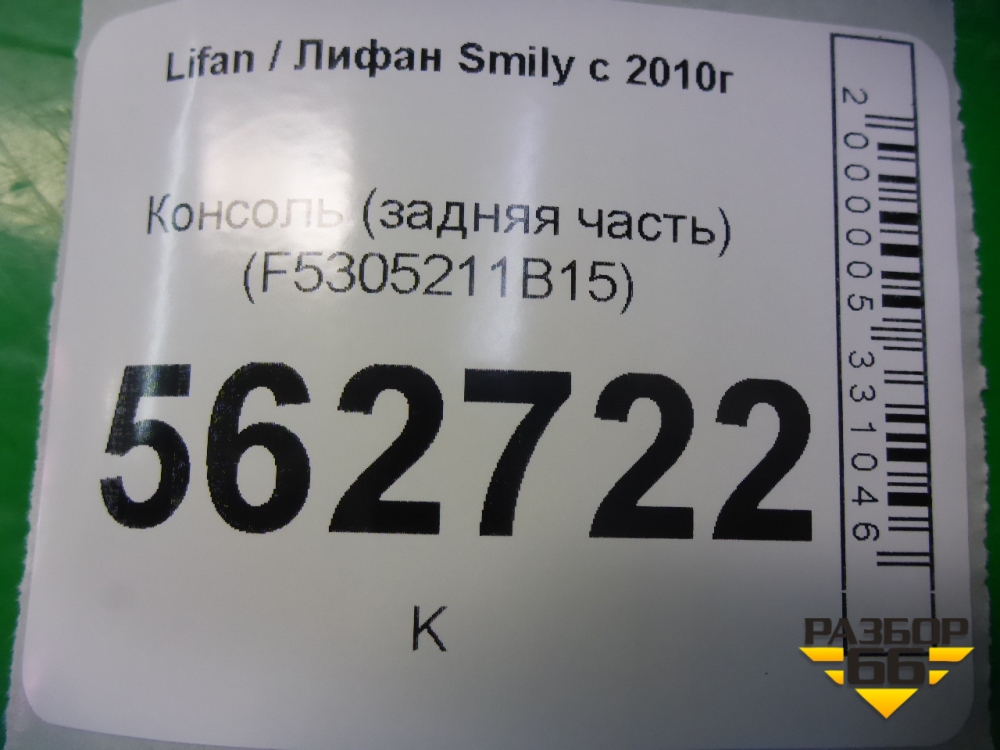 Lifan / Лифан Smily с 2010г
Консоль (задняя часть)
(F5305211B15)
562722
К
2000005331046
РАЗБОР
66